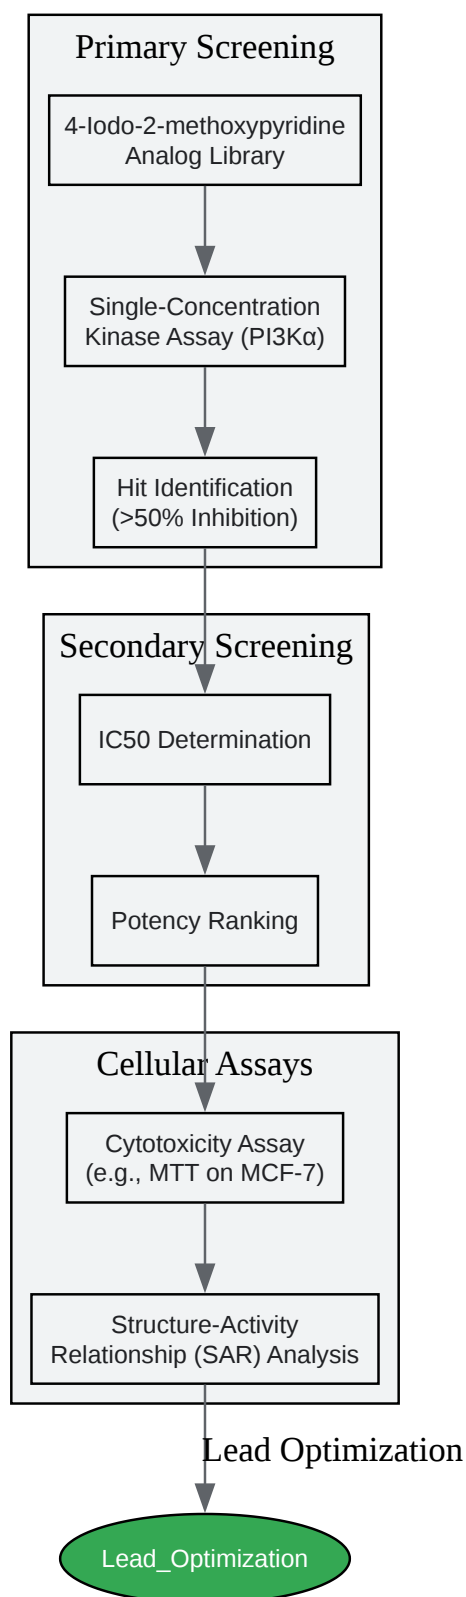 Primary Screening
4-Iodo-2-methoxypyridine
Analog Library
Single-Concentration
Kinase Assay (PI3Kα)
Hit Identification
(>50% Inhibition)
Secondary Screening
IC50 Determination
Potency Ranking
Cellular Assays
Cytotoxicity Assay
(e.g., MTT on MCF-7)
Structure-Activity
Relationship (SAR) Analysis
Lead Optimization
Lead_Optimization